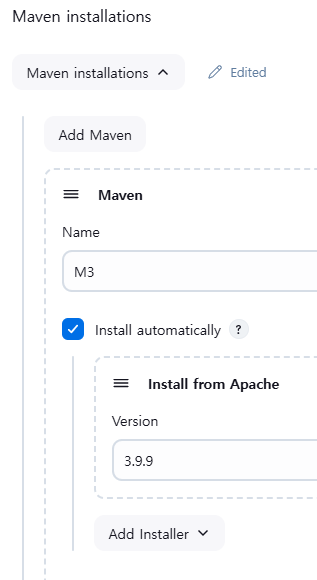 Maven installations
Maven installations Edited
Add Maven
Maven
Name
M3
Install automatically ?
Install from Apache
Version
3.9.9
Add Installer